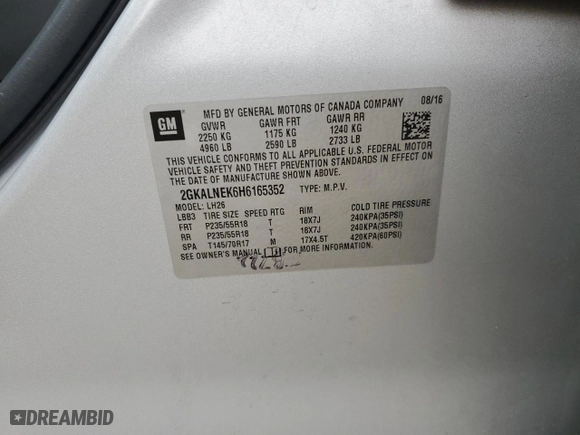 GM
MFD BY GENERAL MOTORS OF CANADA COMPANY 08/16
GVWR GAWR FRT GAWR RR
2250 KG 1175 KG 1240 KG
4960 LB 2590 LB 2733 LB
THIS VEHICLE CONFORMS TO ALL APPLICABLE U.S. FEDERAL MOTOR
VEHICLE SAFETY AND THEFT PREVENTION STANDARDS IN EFFECT ON
THE DATE OF MANUFACTURE SHOWN ABOVE.
2GKALNEK6H6165352 TYPE: M.P.V.
MODEL: LH26
LBB3 TIRE SIZE SPEED RTG RIM COLD TIRE PRESSURE
FRT P235/55R18 T 18X7J 240KPA(35PSI)
RR P235/55R18 T 18X7J 240KPA(35PSI)
SPA T145/70R17 M 17X4.5T 420KPA(60PSI)
SEE OWNER'S MANUAL FOR MORE INFORMATION.
DREAMBID